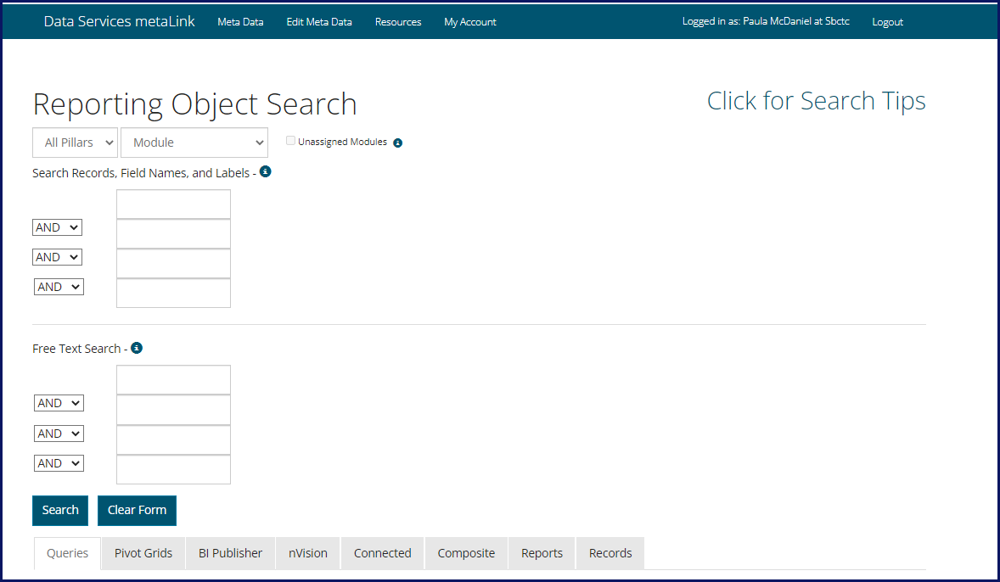 Data Services metaLink Meta Data Edit Meta Data Resources My Account Logged in as: Paula McDaniel at Sbctc Logout
Reporting Object Search Click for Search Tips
All Pillars Module Unassigned Modules
Search Records, Field Names, and Labels -
AND
AND
AND
Free Text Search -
AND
AND
AND
Search Clear Form
Queries Pivot Grids BI Publisher nVision Connected Composite Reports Records